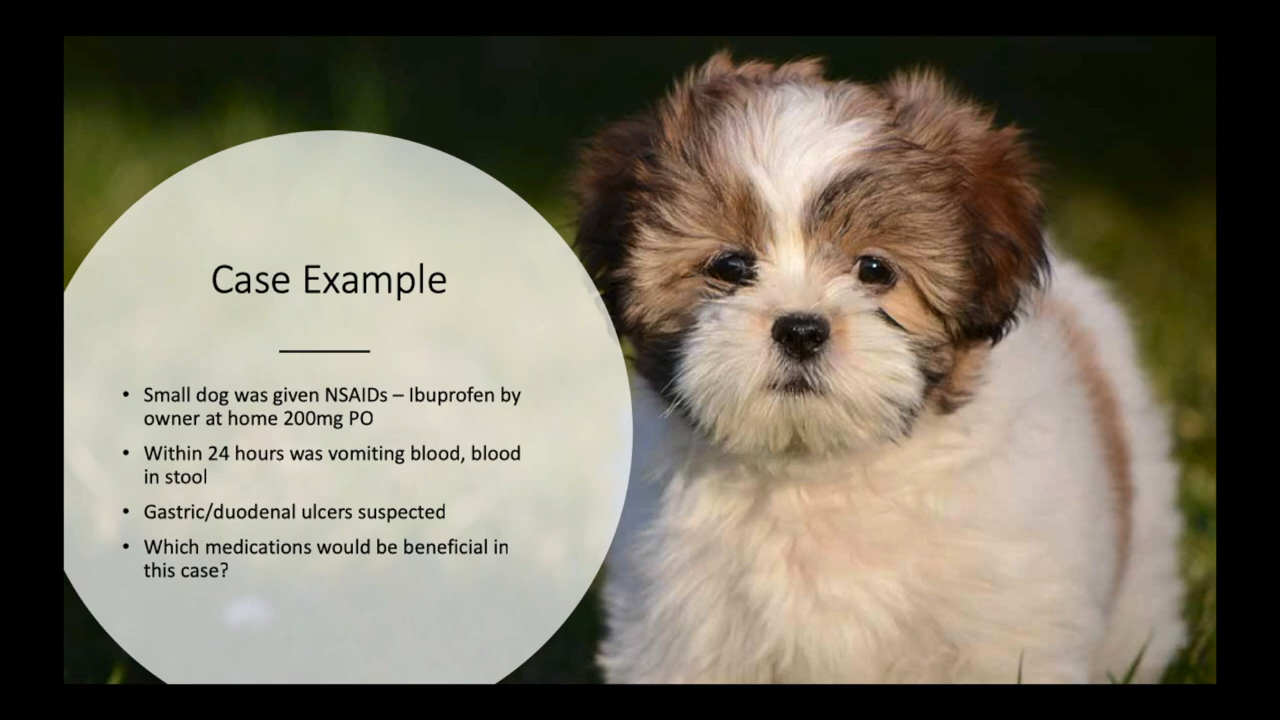 Case Example
• Small dog was given NSAIDs – Ibuprofen by
owner at home 200mg PO
• Within 24 hours was vomiting blood, blood
in stool
• Gastric/duodenal ulcers suspected
• Which medications would be beneficial in
this case?